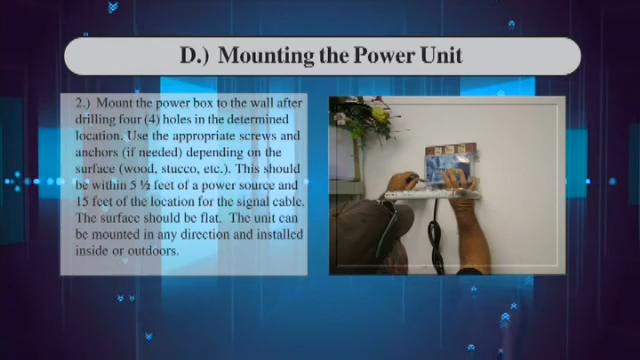 D.) Mounting the Power Unit
2.) Mount the power box to the wall after
drilling four (4) holes in the determined
location. Use the appropriate screws and
anchors (if needed) depending on the
surface (wood, stucco, etc.). This should
be within 5 ½ feet of a power source and
15 feet of the location for the signal cable.
The surface should be flat. The unit can
be mounted in any direction and installed
inside or outdoors.